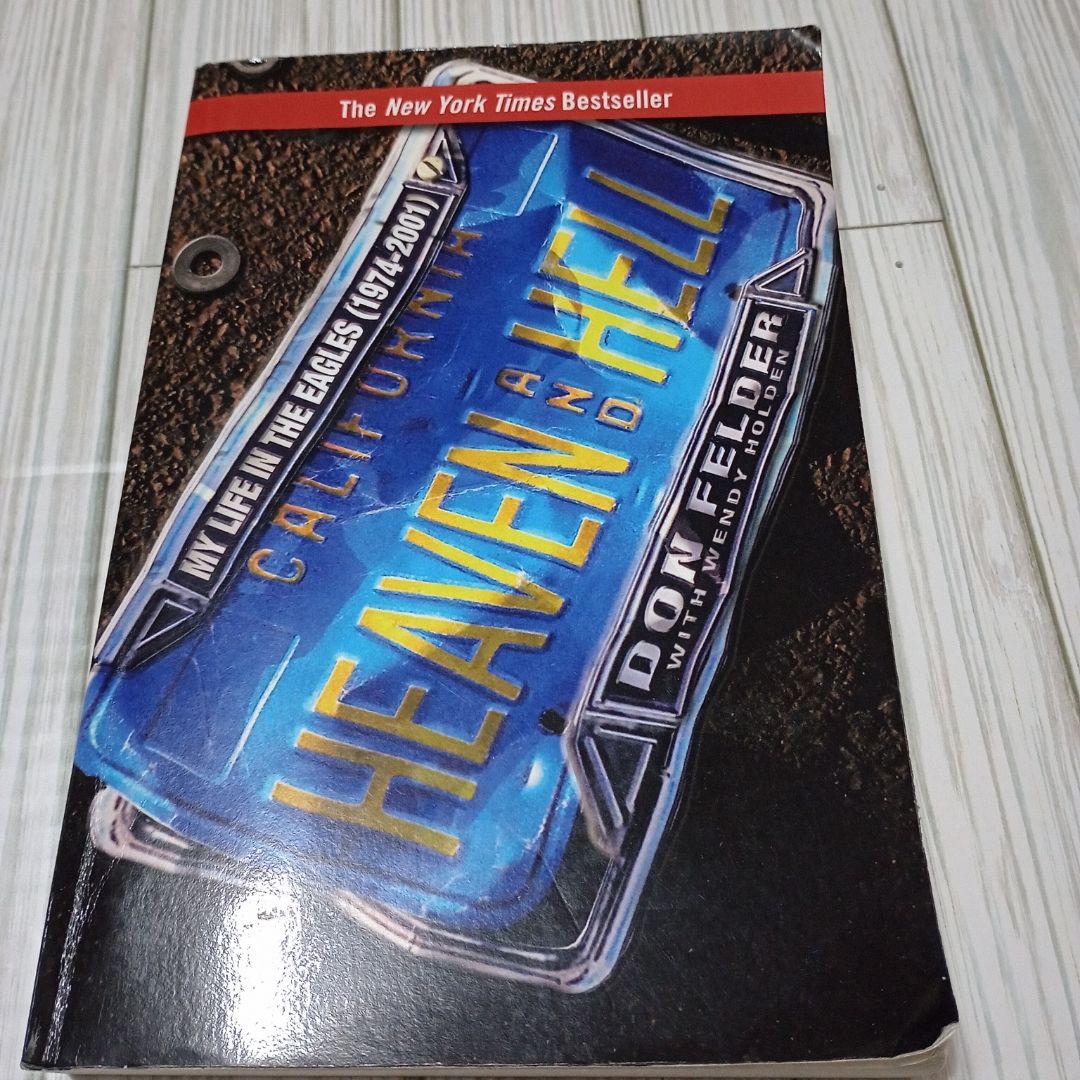 The New York Times Bestseller
MY LIFE IN THE EAGLES (1974-2001)
CALIFORNIA
HEAVEN AND HELL
DON FELDER
WITH WENDY HOLDEN